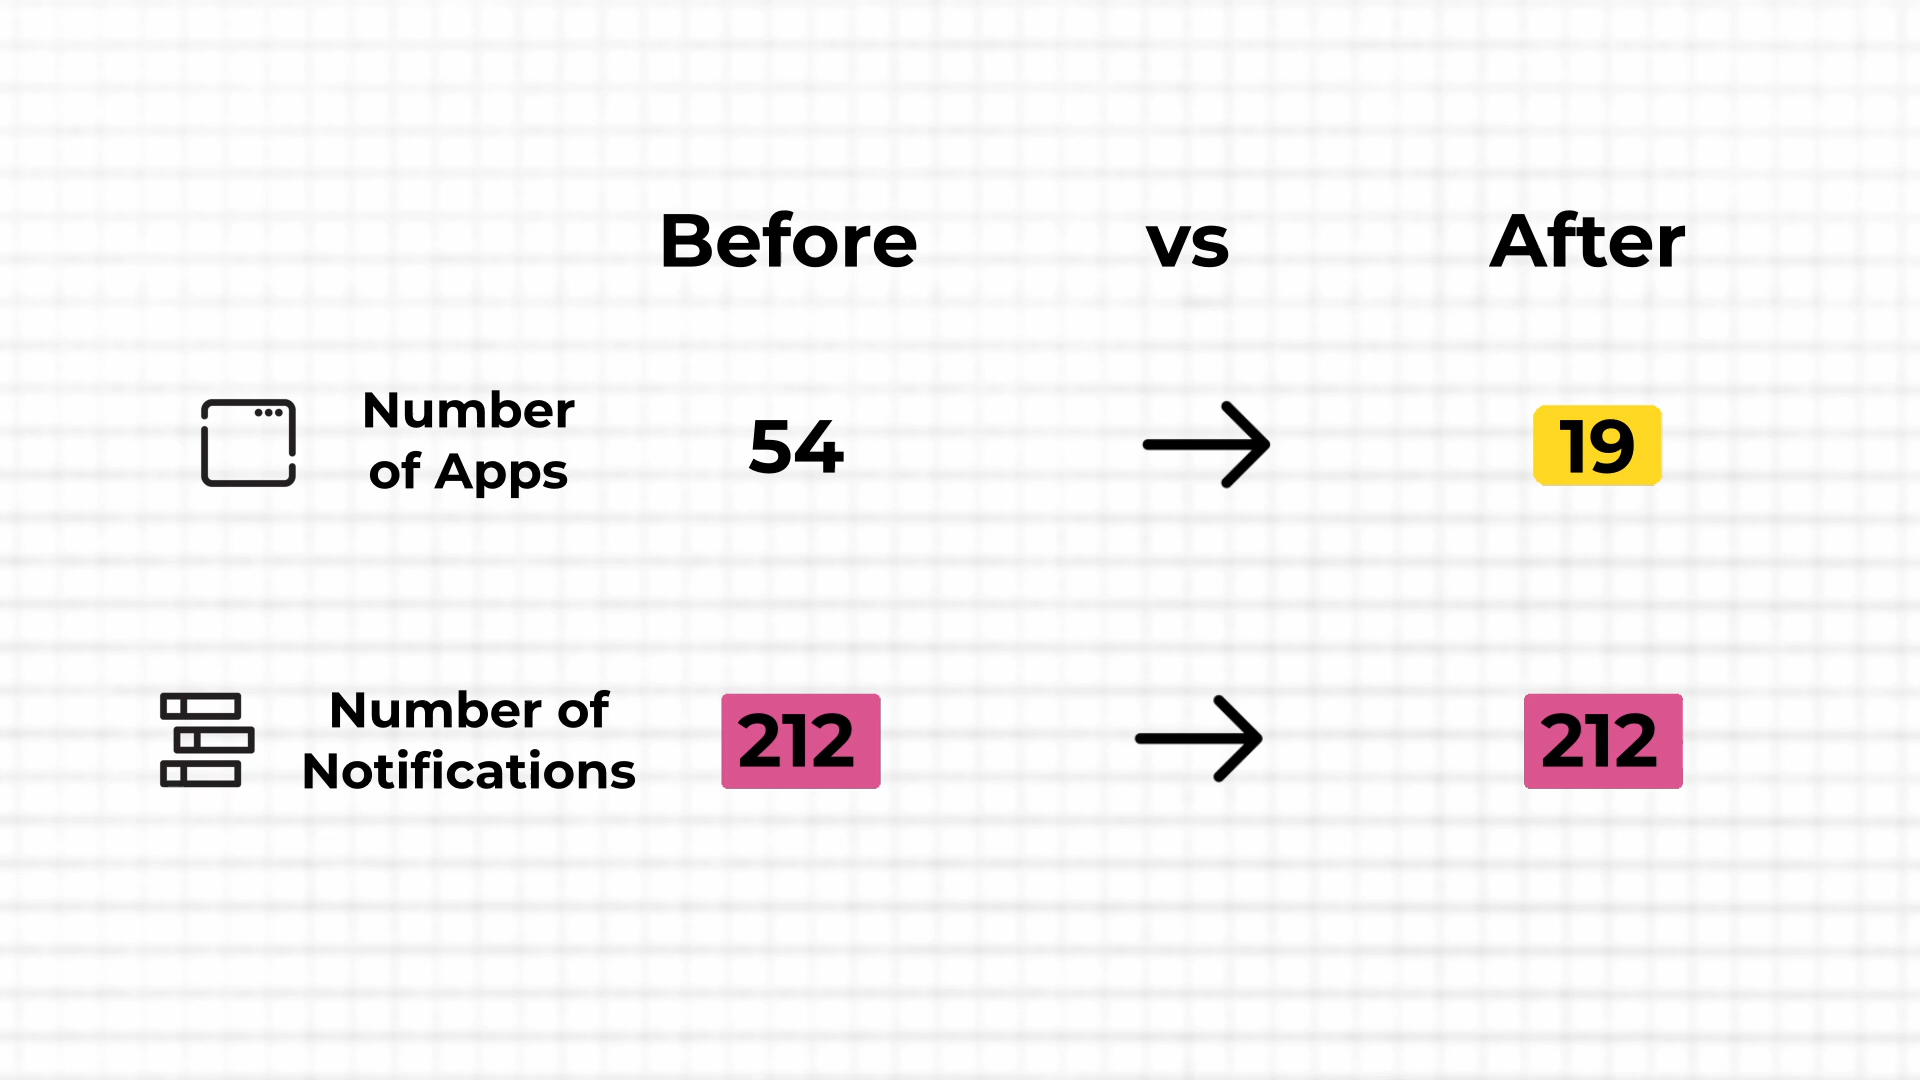 Before vs After
Number
of Apps
54
19
Number of
Notifications
212
212